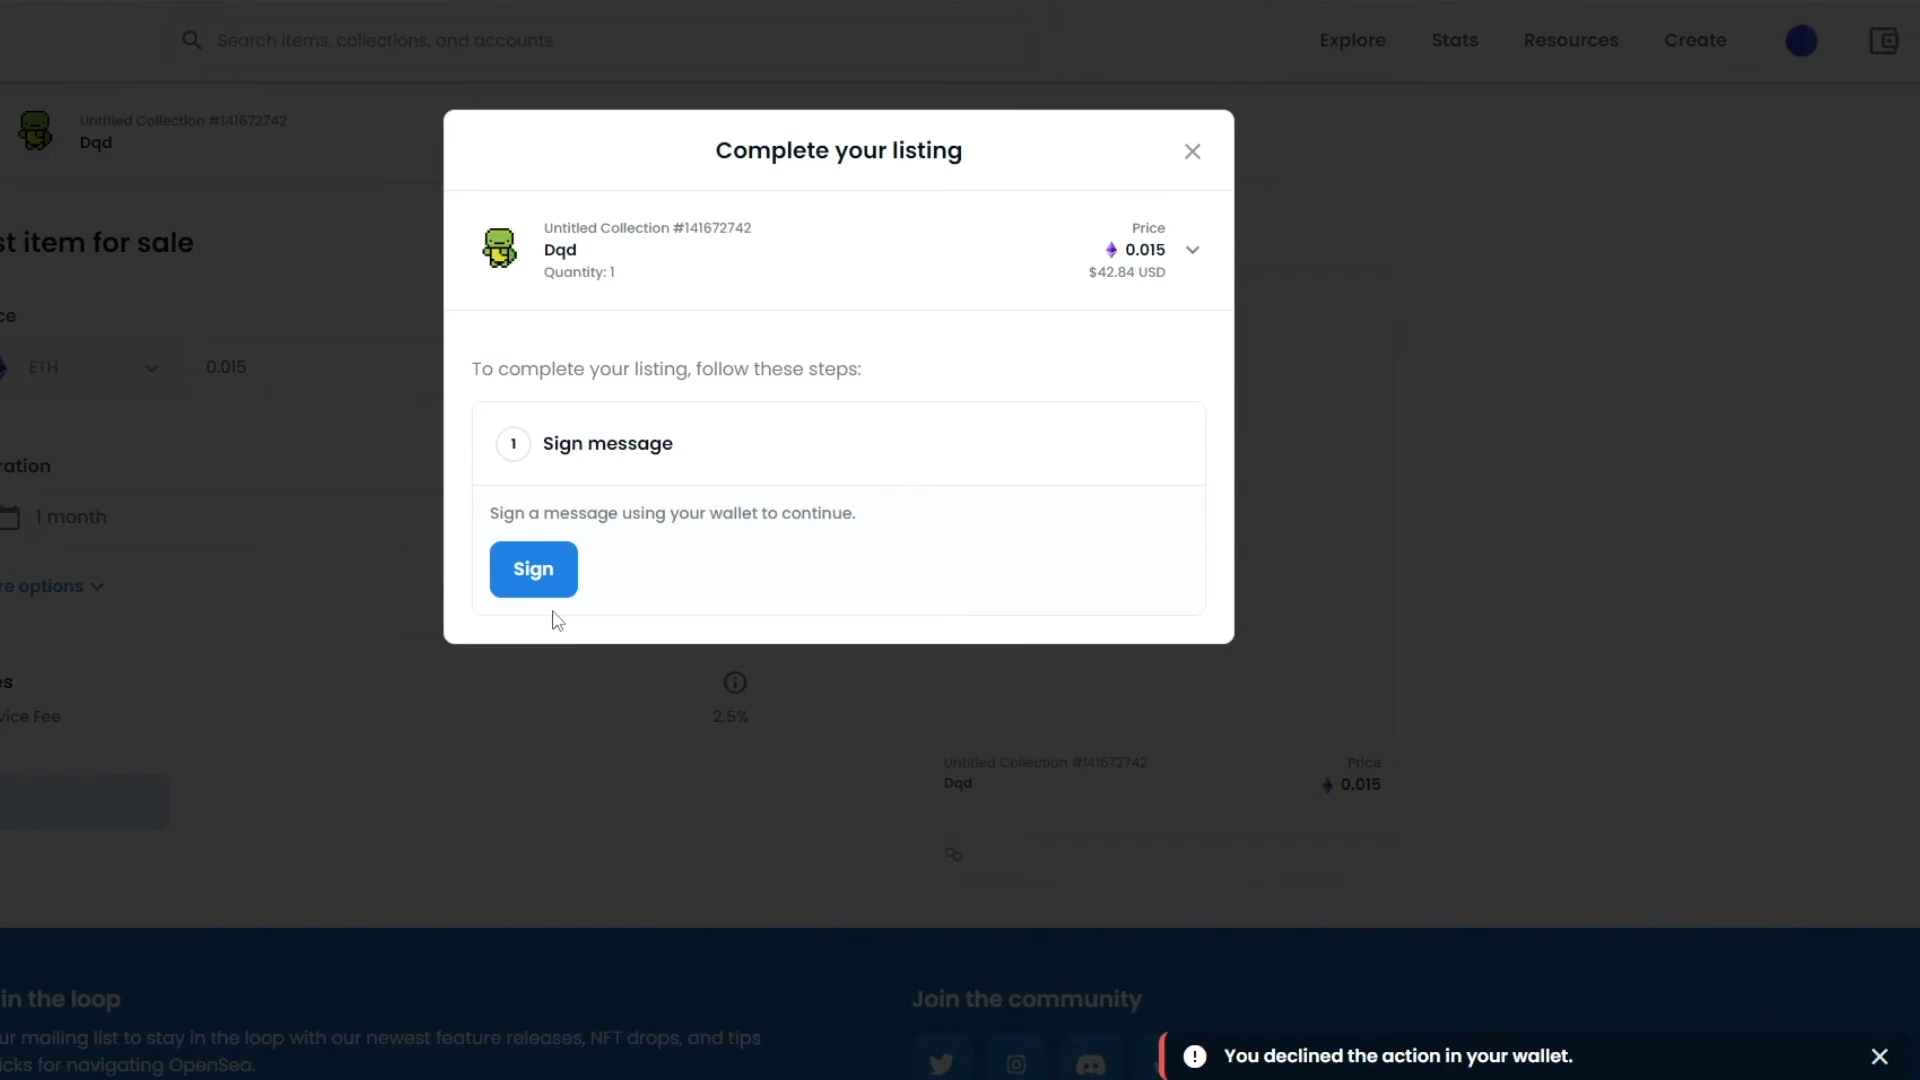 Search items, collections, and accounts
Explore
Stats
Resources
Create
Untitled Collection #141672742
Dqd
st item for sale
ce
ETH
0.015
ration
1 month
re options
es
vice Fee
2.5%
Complete your listing
Untitled Collection #141672742
Dqd
Quantity: 1
Price
0.015
$42.84 USD
To complete your listing, follow these steps:
1 Sign message
Sign a message using your wallet to continue.
Sign
Untitled Collection #141672742
Dqd
Price
0.015
in the loop
ur mailing list to stay in the loop with our newest feature releases, NFT drops, and tips
icks for navigating OpenSea.
Join the community
You declined the action in your wallet.